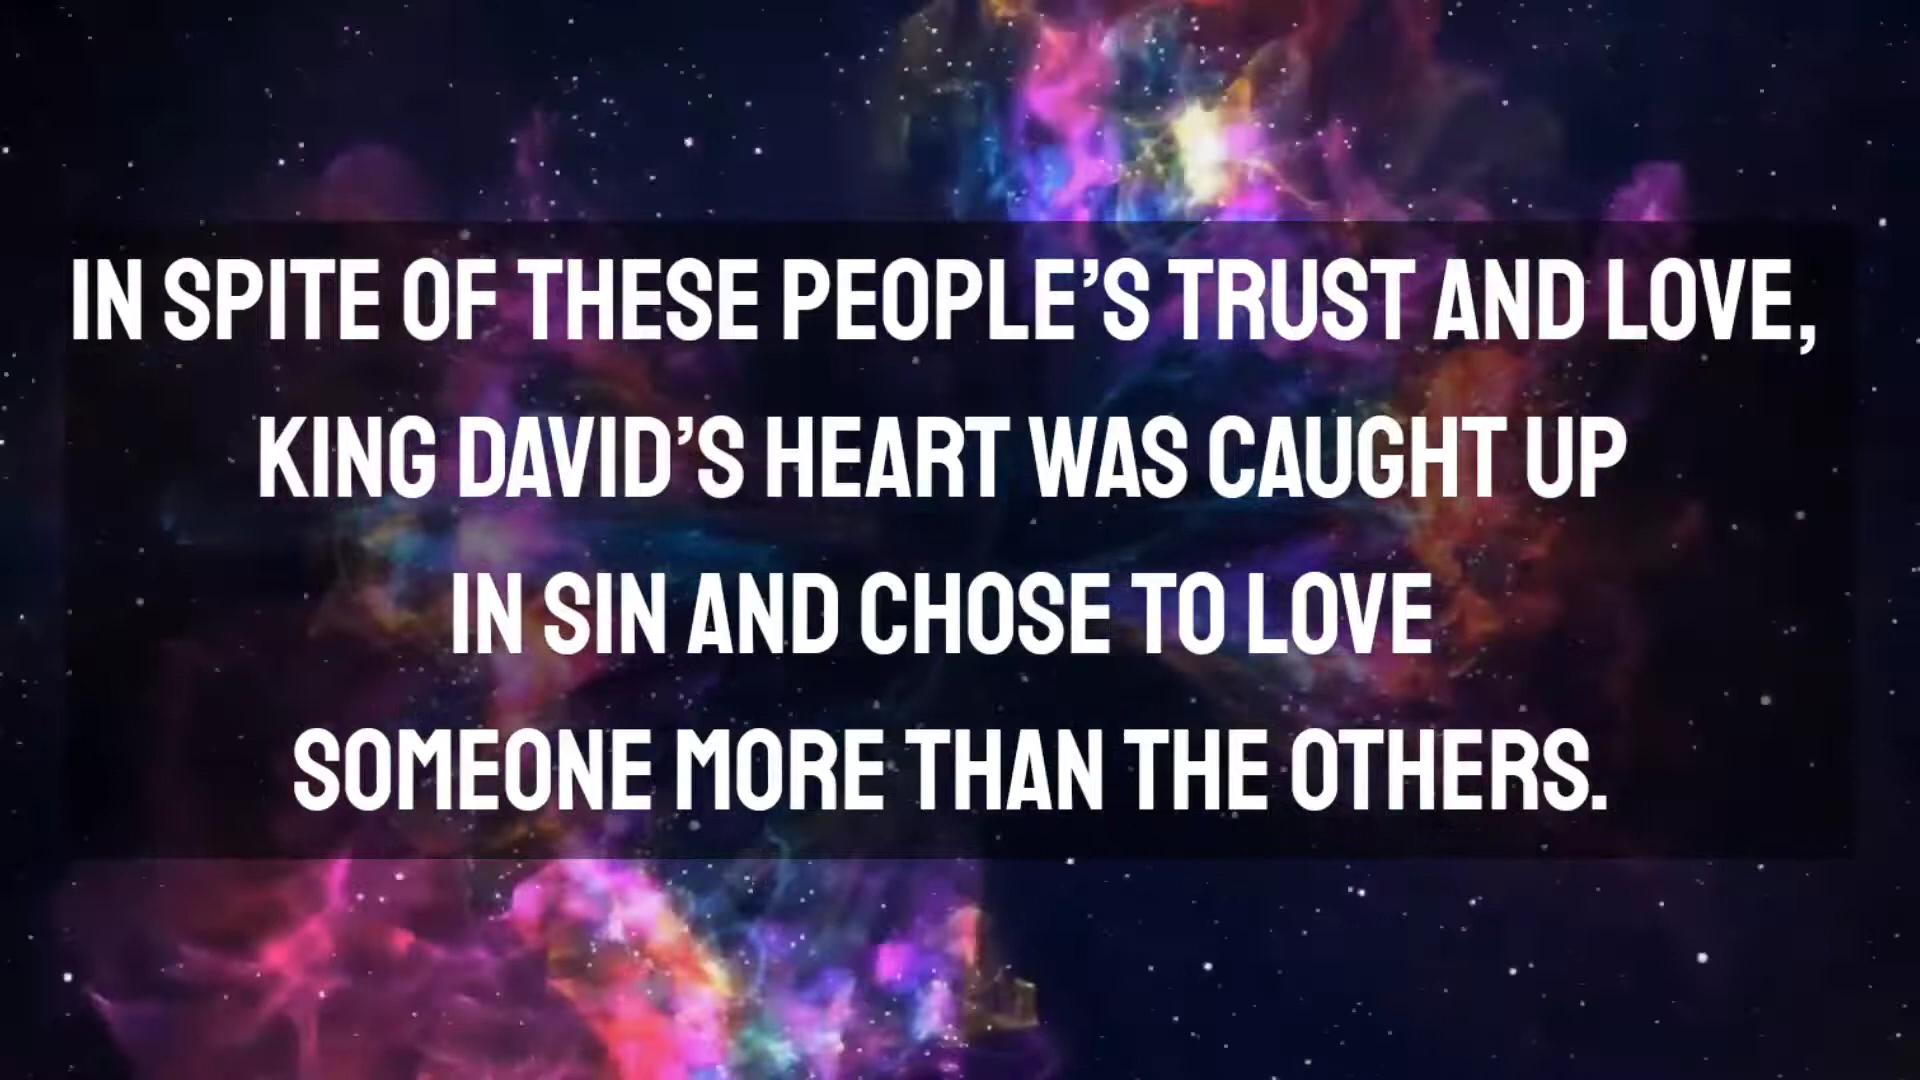 IN SPITE OF THESE PEOPLE'S TRUST AND LOVE,
KING DAVID'S HEART WAS CAUGHT UP
IN SIN AND CHOSE TO LOVE
SOMEONE MORE THAN THE OTHERS.